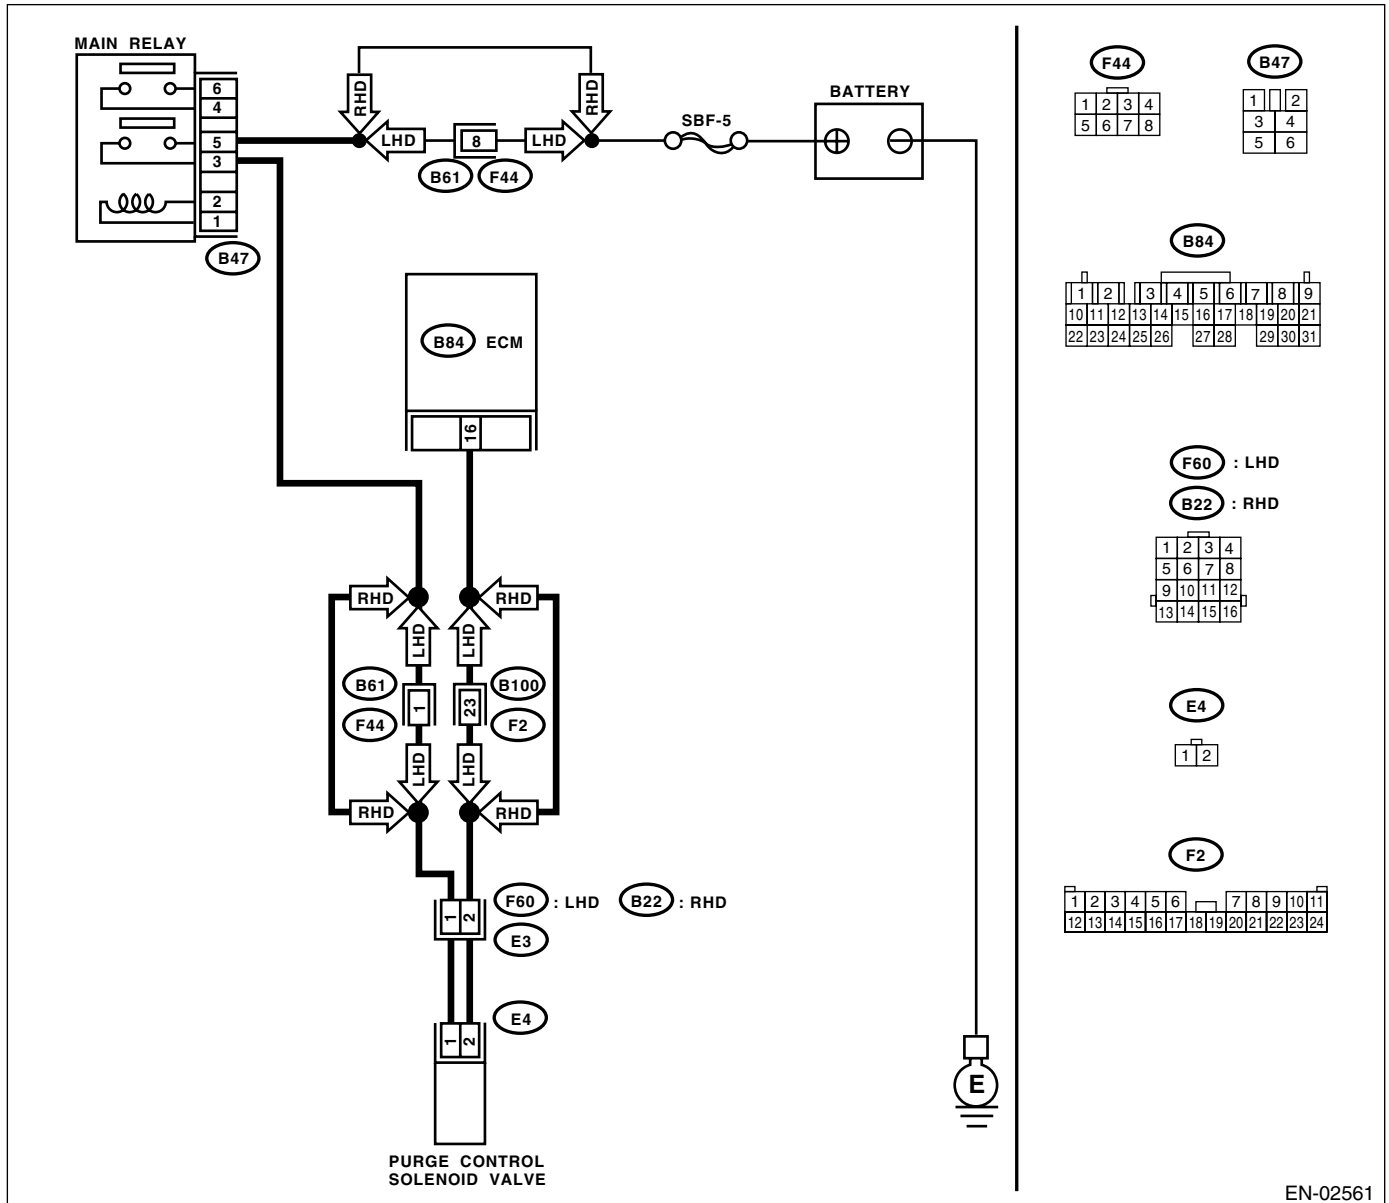 MAIN RELAY
6
4
5
3
2
1
B47
RHD
RHD
LHD
8
LHD
B61
F44
SBF-5
BATTERY
B84 ECM
16
RHD
RHD
LHD
LHD
B61
F44
1
23
B100
F2
LHD
LHD
RHD
RHD
1 2
F60 : LHD B22 : RHD
E3
E4
1 2
PURGE CONTROL
SOLENOID VALVE
E
F44
1 2 3 4
5 6 7 8
B47
1 2
3 4
5 6
B84
1 2 3 4 5 6 7 8 9
10 11 12 13 14 15 16 17 18 19 20 21
22 23 24 25 26 27 28 29 30 31
F60 : LHD
B22 : RHD
1 2 3 4
5 6 7 8
9 10 11 12
13 14 15 16
E4
1 2
F2
1 2 3 4 5 6 7 8 9 10 11
12 13 14 15 16 17 18 19 20 21 22 23 24
EN-02561